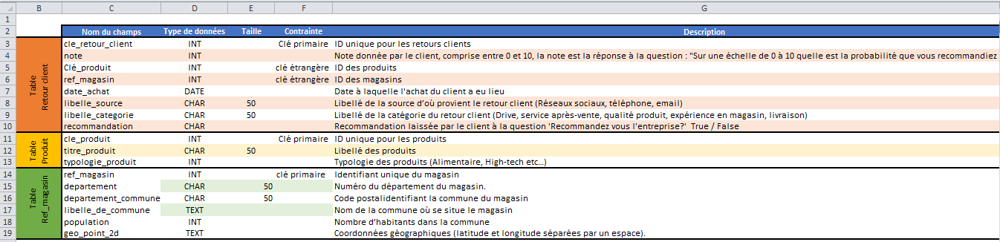 B C D E F G
1
2 Nom du champs Type de données Taille Contrainte Description
Table Retour client
3 cle_retour_client INT Clé primaire ID unique pour les retours clients
4 note INT Note donnée par le client, comprise entre 0 et 10, la note est la réponse à la question : "Sur une échelle de 0 à 10 quelle est la probabilité que vous recommandiez
5 Clé_produit INT clé étrangère ID des produits
6 ref_magasin INT clé étrangère ID des magasins
7 date_achat DATE Date à laquelle l'achat du client a eu lieu
8 libelle_source CHAR 50 Libellé de la source d’où provient le retour client (Réseaux sociaux, téléphone, email)
9 libelle_categorie CHAR 50 Libellé de la catégorie du retour client (Drive, service après-vente, qualité produit, expérience en magasin, livraison)
10 recommandation CHAR Recommandation laissée par le client à la question 'Recommandez vous l'entreprise?' True / False
Table Produit
11 cle_produit INT Clé primaire ID unique pour les produits
12 titre_produit CHAR 50 Libellé des produits
13 typologie_produit INT Typologie des produits (Alimentaire, High-tech etc…)
Table Ref_magasin
14 ref_magasin INT clé primaire Identifiant unique du magasin
15 departement CHAR 50 Numéro du département du magasin.
16 departement_commune CHAR 50 Code postalidentifiant la commune du magasin
17 libelle_de_commune TEXT Nom de la commune où se situe le magasin
18 population INT Nombre d’habitants dans la commune
19 geo_point_2d TEXT Coordonnées géographiques (latitude et longitude séparées par un espace).